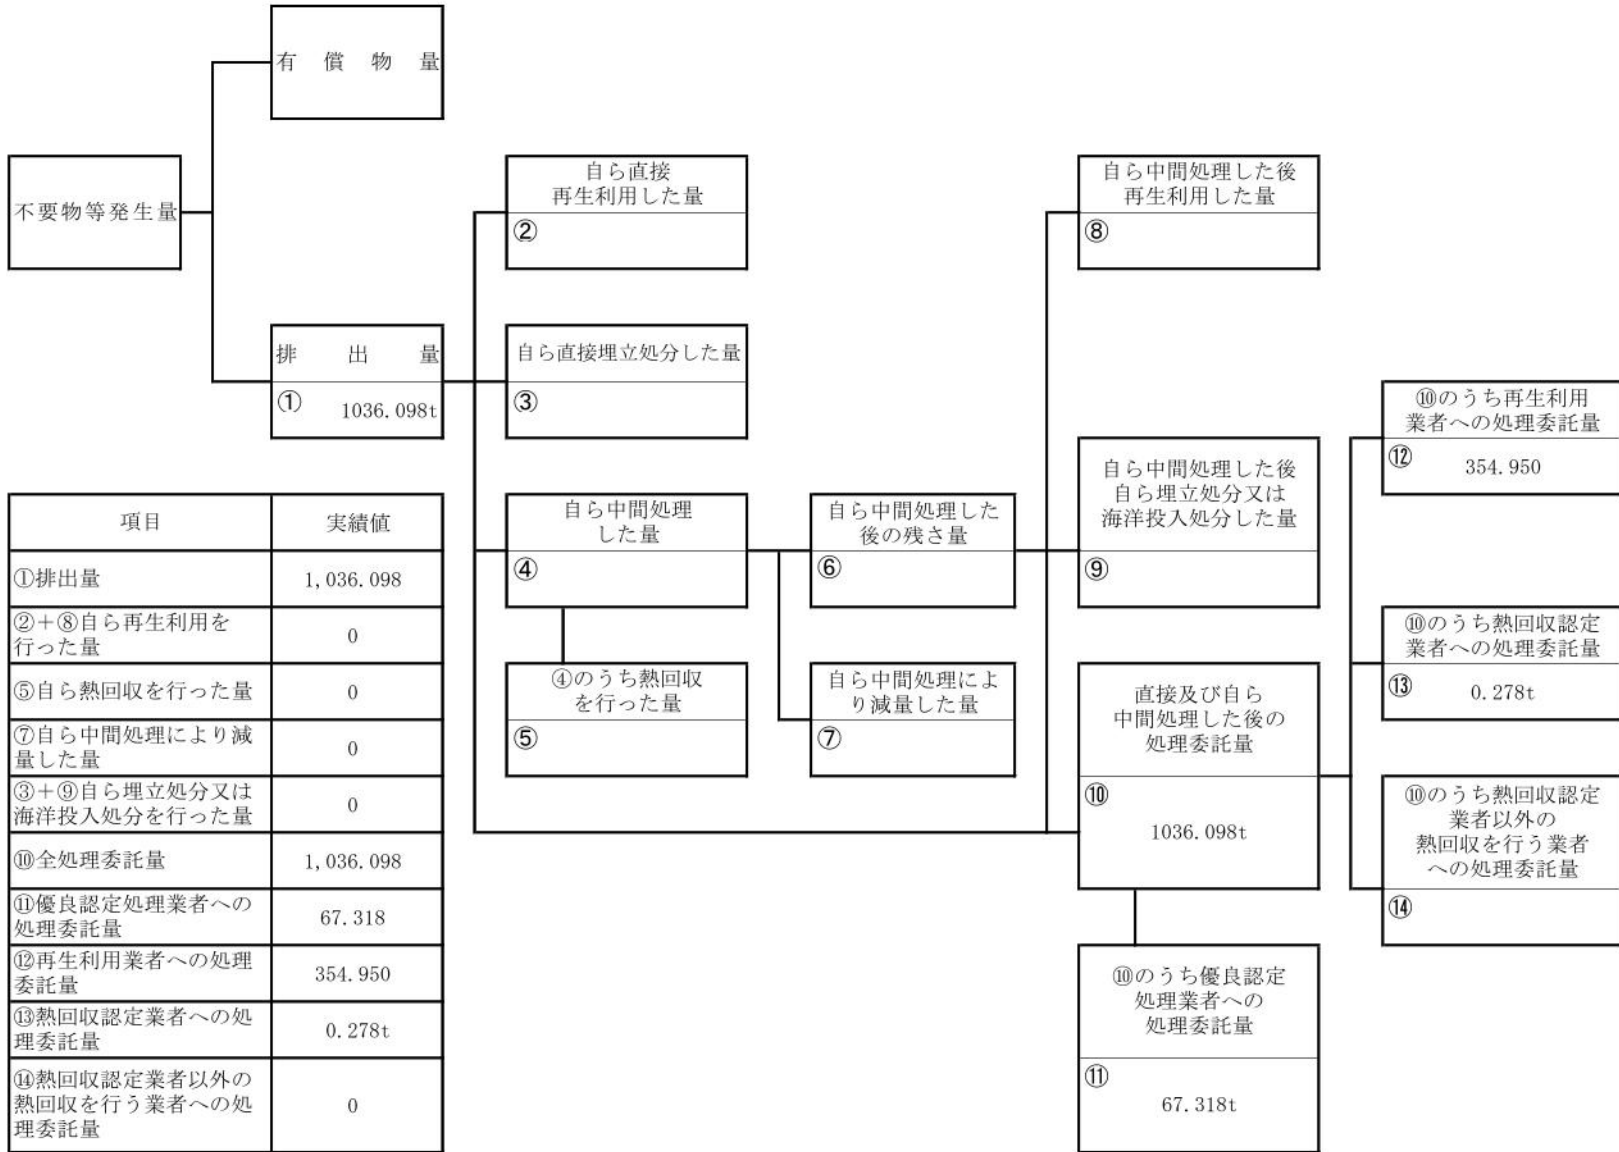 有償物量
不要物等発生量
排出量
① 1036.098t
自ら直接
再生利用した量
②
自ら直接埋立処分した量
③
自ら中間処理
した量
④
④のうち熱回収
を行った量
⑤
自ら中間処理した
後の残さ量
⑥
自ら中間処理によ
り減量した量
⑦
自ら中間処理した後
再生利用した量
⑧
自ら中間処理した後
自ら埋立処分又は
海洋投入処分した量
⑨
直接及び自ら
中間処理した後の
処理委託量
⑩
1036.098t
⑩のうち優良認定
処理業者への
処理委託量
⑪
67.318t
⑩のうち再生利用
業者への処理委託量
⑫ 354.950
⑩のうち熱回収認定
業者への処理委託量
⑬ 0.278t
⑩のうち熱回収認定
業者以外の
熱回収を行う業者
への処理委託量
⑭
項目 実績値
①排出量 1,036.098
②+⑧自ら再生利用を
行った量 0
⑤自ら熱回収を行った量 0
⑦自ら中間処理により減
量した量 0
③+⑨自ら埋立処分又は
海洋投入処分を行った量 0
⑩全処理委託量 1,036.098
⑪優良認定処理業者への
処理委託量 67.318
⑫再生利用業者への処理
委託量 354.950
⑬熱回収認定業者への処
理委託量 0.278t
⑭熱回収認定業者以外の
熱回収を行う業者への処
理委託量 0